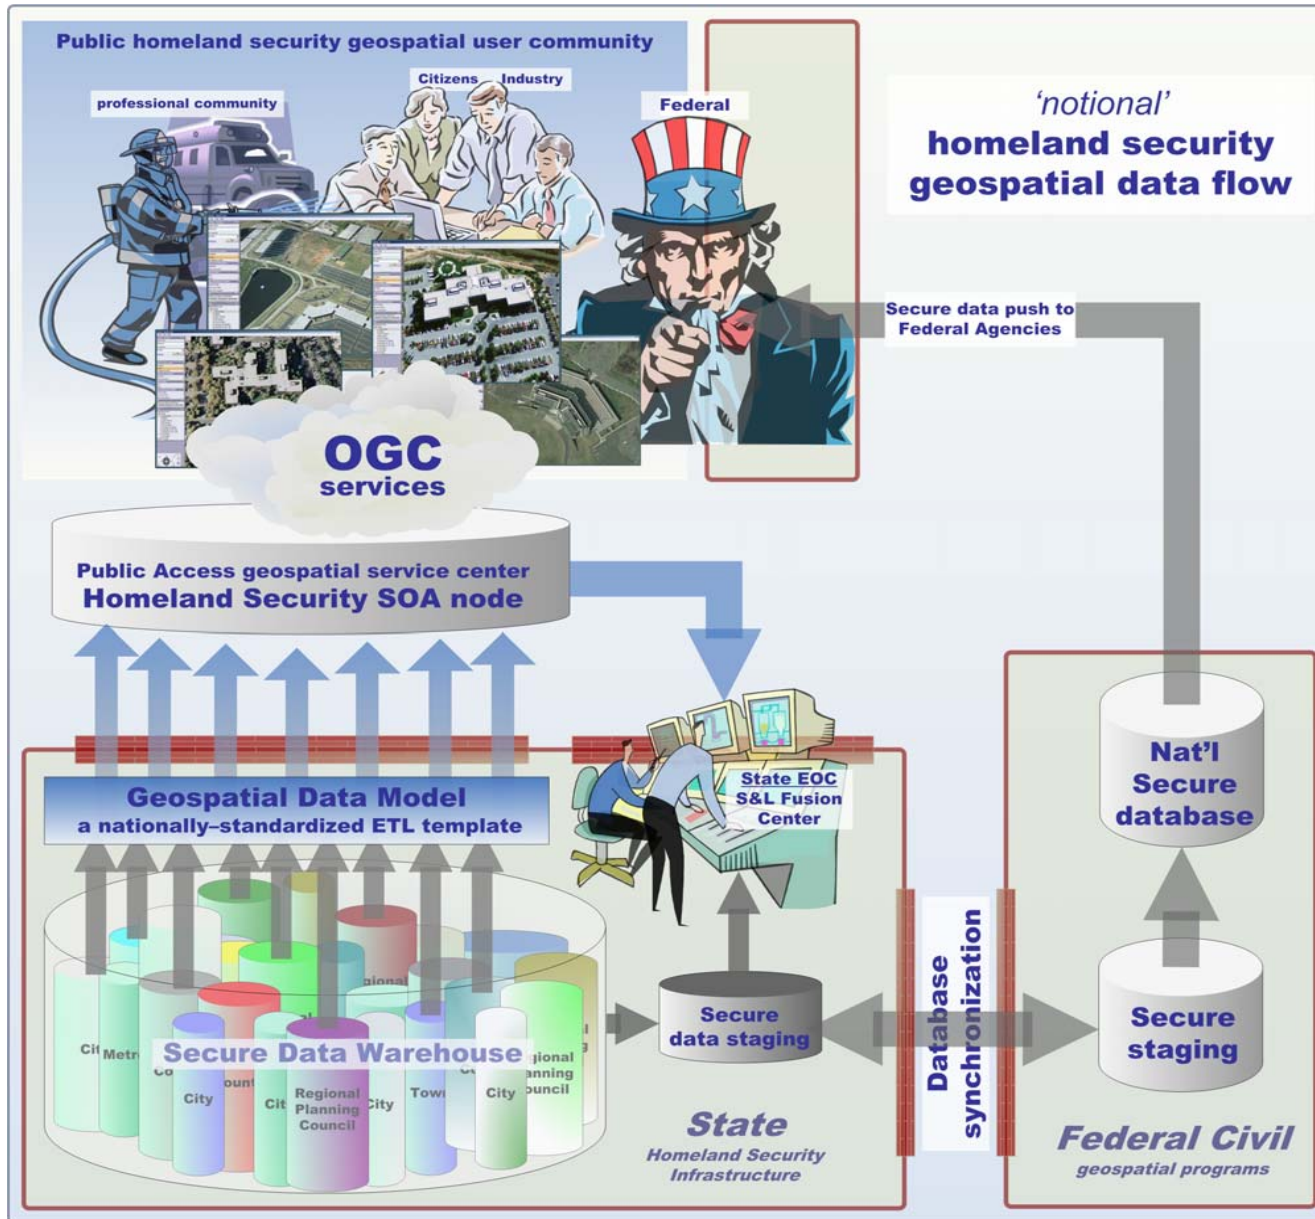 Public homeland security geospatial user community
Citizens Industry
professional community
Federal
'notional'
homeland security
geospatial data flow
Secure data push to
Federal Agencies
OGC
services
Public Access geospatial service center
Homeland Security SOA node
State EOC
S&L Fusion
Center
Geospatial Data Model
a nationally–standardized ETL template
Nat'l
Secure
database
Secure
data staging
Database
synchronization
Secure
staging
Secure Data Warehouse
City
Regional
Planning
Council
City
Town
City
State
Homeland Security
Infrastructure
Federal Civil
geospatial programs